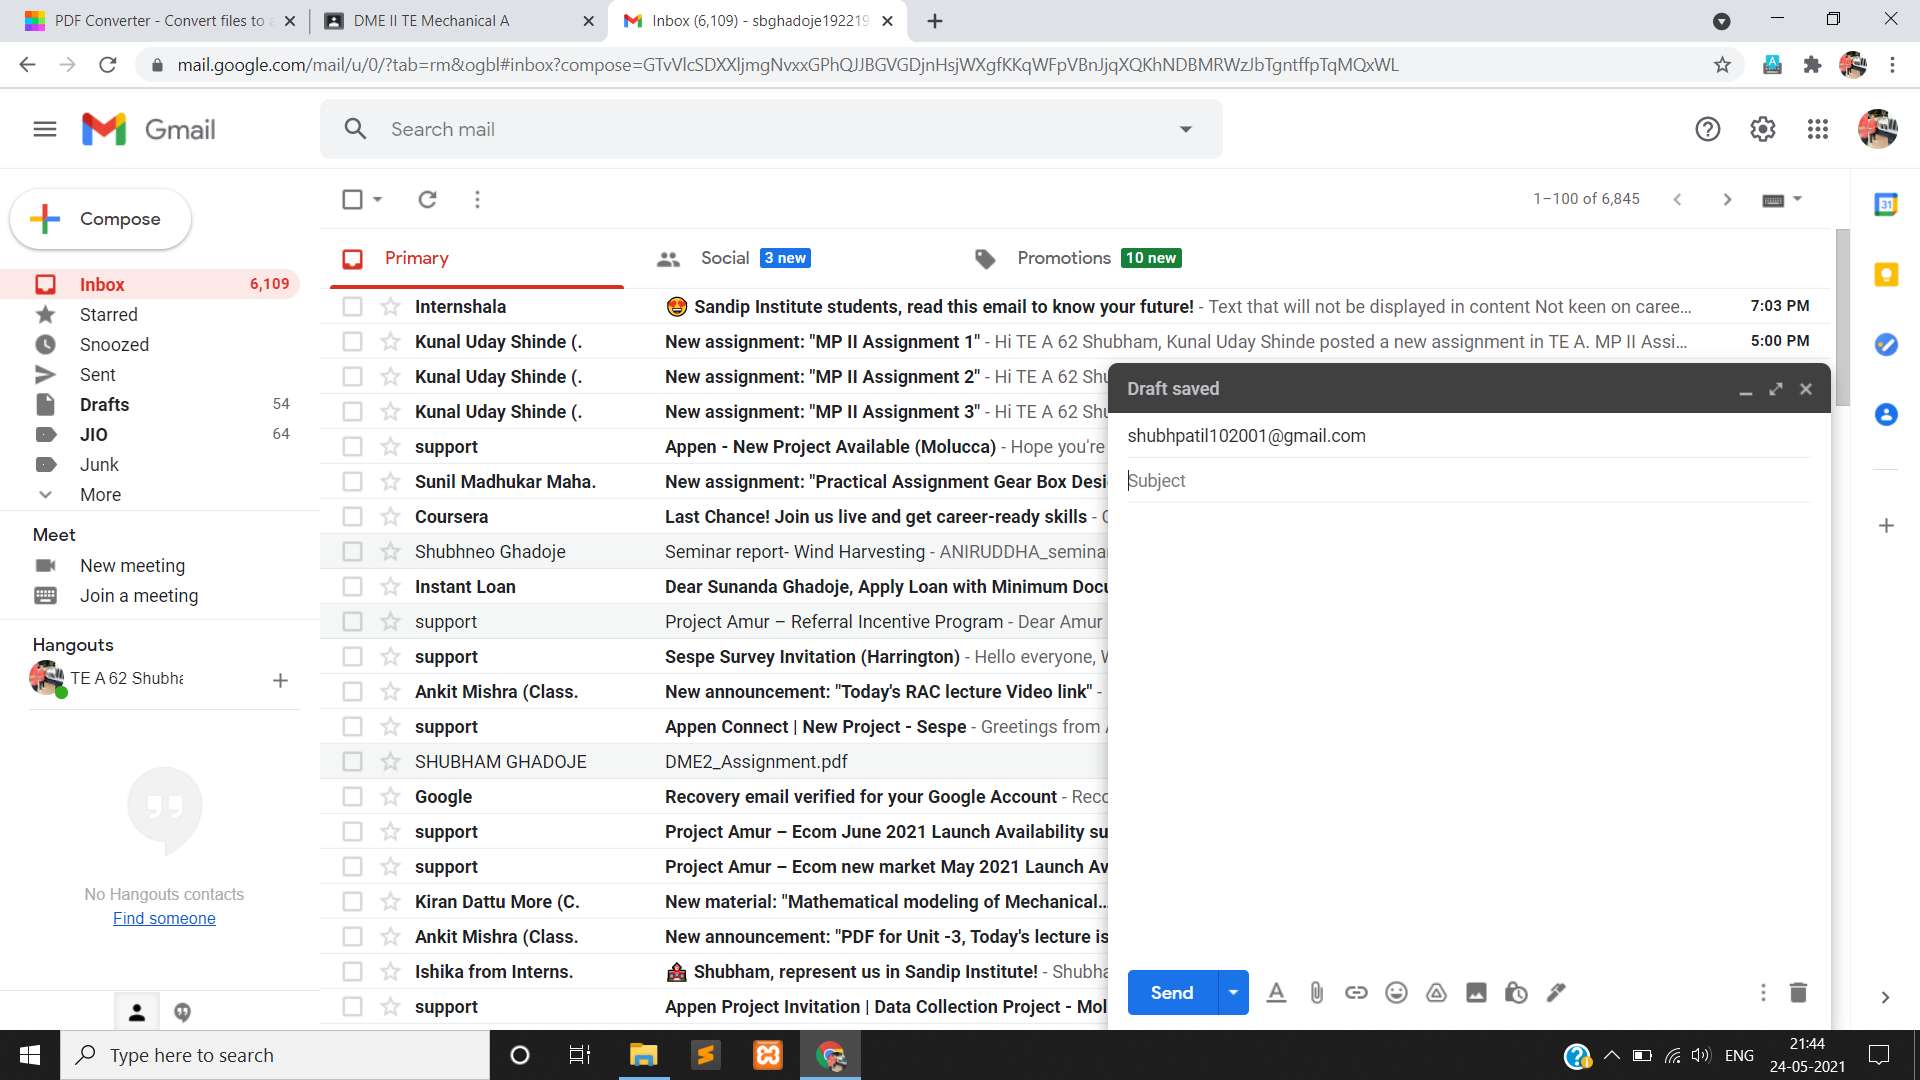 PDF Converter - Convert files to a
DME II TE Mechanical A
Inbox (6,109) - sbghadoje192219
mail.google.com/mail/u/0/?tab=rm&ogbl#inbox?compose=GTvVlcSDXXljmgNvxxGPhQJJBGVGDjnHsjWXgfKKqWFpVBnJjqXQKhNDBMRWzJbTgntffpTqMQxWL
Gmail
Search mail
Compose
1–100 of 6,845
Primary
Social 3 new
Promotions 10 new
Inbox 6,109
Starred
Snoozed
Sent
Drafts 54
JIO 64
Junk
More
Meet
New meeting
Join a meeting
Hangouts
TE A 62 Shubha
No Hangouts contacts
Find someone
Internshala 😍 Sandip Institute students, read this email to know your future! - Text that will not be displayed in content Not keen on caree... 7:03 PM
Kunal Uday Shinde (. New assignment: "MP II Assignment 1" - Hi TE A 62 Shubham, Kunal Uday Shinde posted a new assignment in TE A. MP II Assi... 5:00 PM
Kunal Uday Shinde (. New assignment: "MP II Assignment 2" - Hi TE A 62 Shu
Kunal Uday Shinde (. New assignment: "MP II Assignment 3" - Hi TE A 62 Shu
support Appen - New Project Available (Molucca) - Hope you're
Sunil Madhukar Maha. New assignment: "Practical Assignment Gear Box Desi
Coursera Last Chance! Join us live and get career-ready skills -
Shubhneo Ghadoje Seminar report- Wind Harvesting - ANIRUDDHA_semina
Instant Loan Dear Sunanda Ghadoje, Apply Loan with Minimum Docu
support Project Amur – Referral Incentive Program - Dear Amur
support Sespe Survey Invitation (Harrington) - Hello everyone, W
Ankit Mishra (Class. New announcement: "Today's RAC lecture Video link" -
support Appen Connect | New Project - Sespe - Greetings from A
SHUBHAM GHADOJE DME2_Assignment.pdf
Google Recovery email verified for your Google Account - Reco
support Project Amur – Ecom June 2021 Launch Availability su
support Project Amur – Ecom new market May 2021 Launch Av
Kiran Dattu More (C. New material: "Mathematical modeling of Mechanical...
Ankit Mishra (Class. New announcement: "PDF for Unit -3, Today's lecture is
Ishika from Interns. Shubham, represent us in Sandip Institute! - Shubha
support Appen Project Invitation | Data Collection Project - Mol
Draft saved
shubhpatil102001@gmail.com
Subject
Send
31
Type here to search
ENG
21:44
24-05-2021